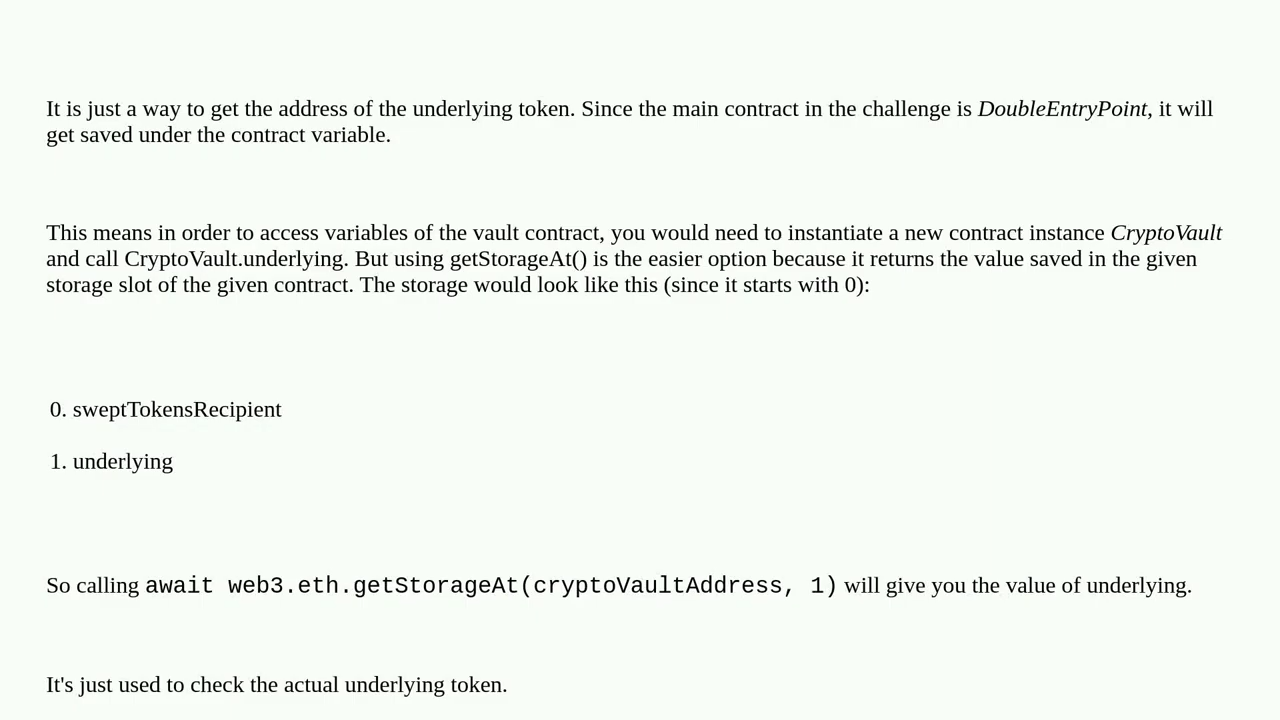 It is just a way to get the address of the underlying token. Since the main contract in the challenge is DoubleEntryPoint, it will
get saved under the contract variable.
This means in order to access variables of the vault contract, you would need to instantiate a new contract instance CryptoVault
and call CryptoVault.underlying. But using getStorageAt() is the easier option because it returns the value saved in the given
storage slot of the given contract. The storage would look like this (since it starts with 0):
0. sweptTokensRecipient
1. underlying
So calling await web3.eth.getStorageAt(cryptoVaultAddress, 1) will give you the value of underlying.
It's just used to check the actual underlying token.